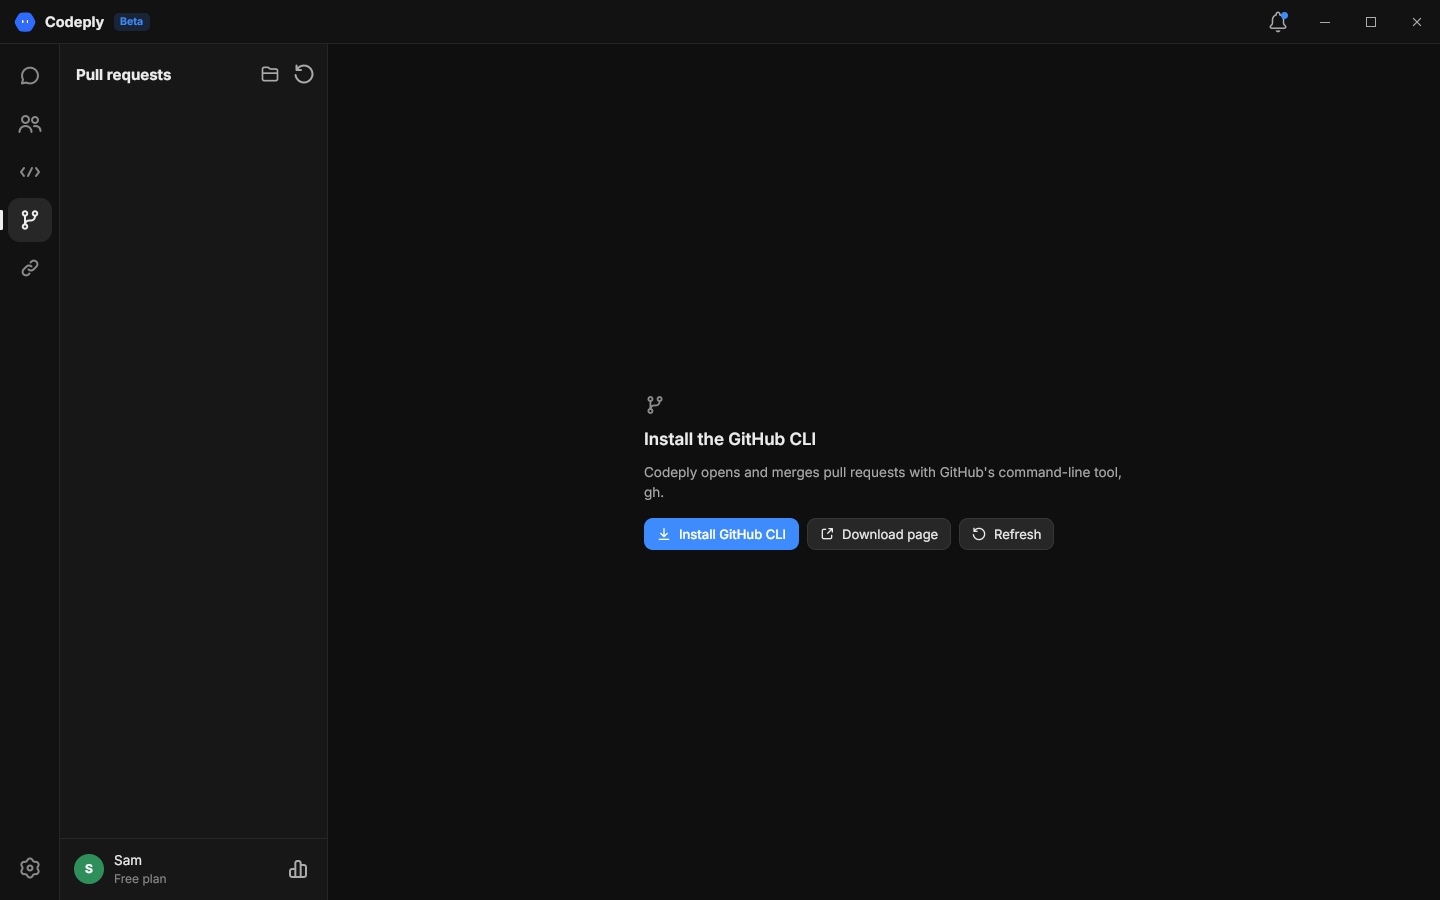 Codeply Beta
Pull requests
Install the GitHub CLI
Codeply opens and merges pull requests with GitHub's command-line tool,
gh.
Install GitHub CLI Download page Refresh
S Sam
Free plan